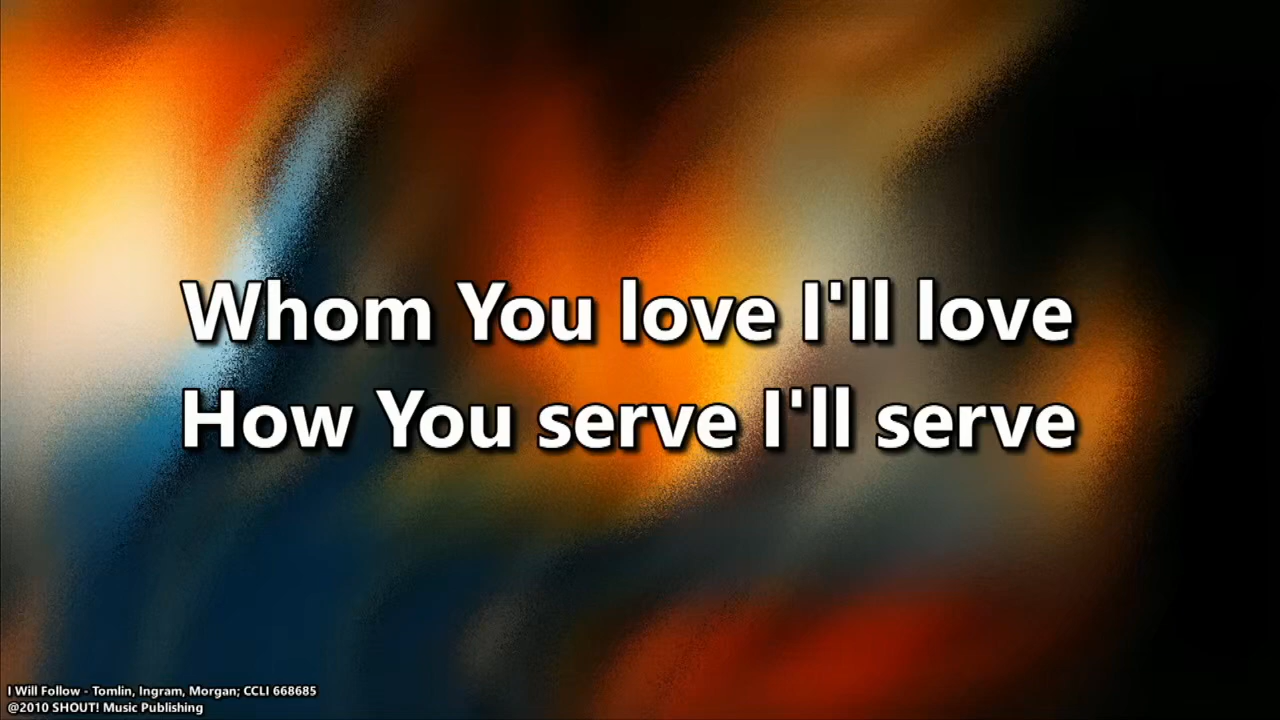 Whom You love I'll love
How You serve I'll serve
I Will Follow - Tomlin, Ingram, Morgan; CCLI 668685
@2010 SHOUT! Music Publishing